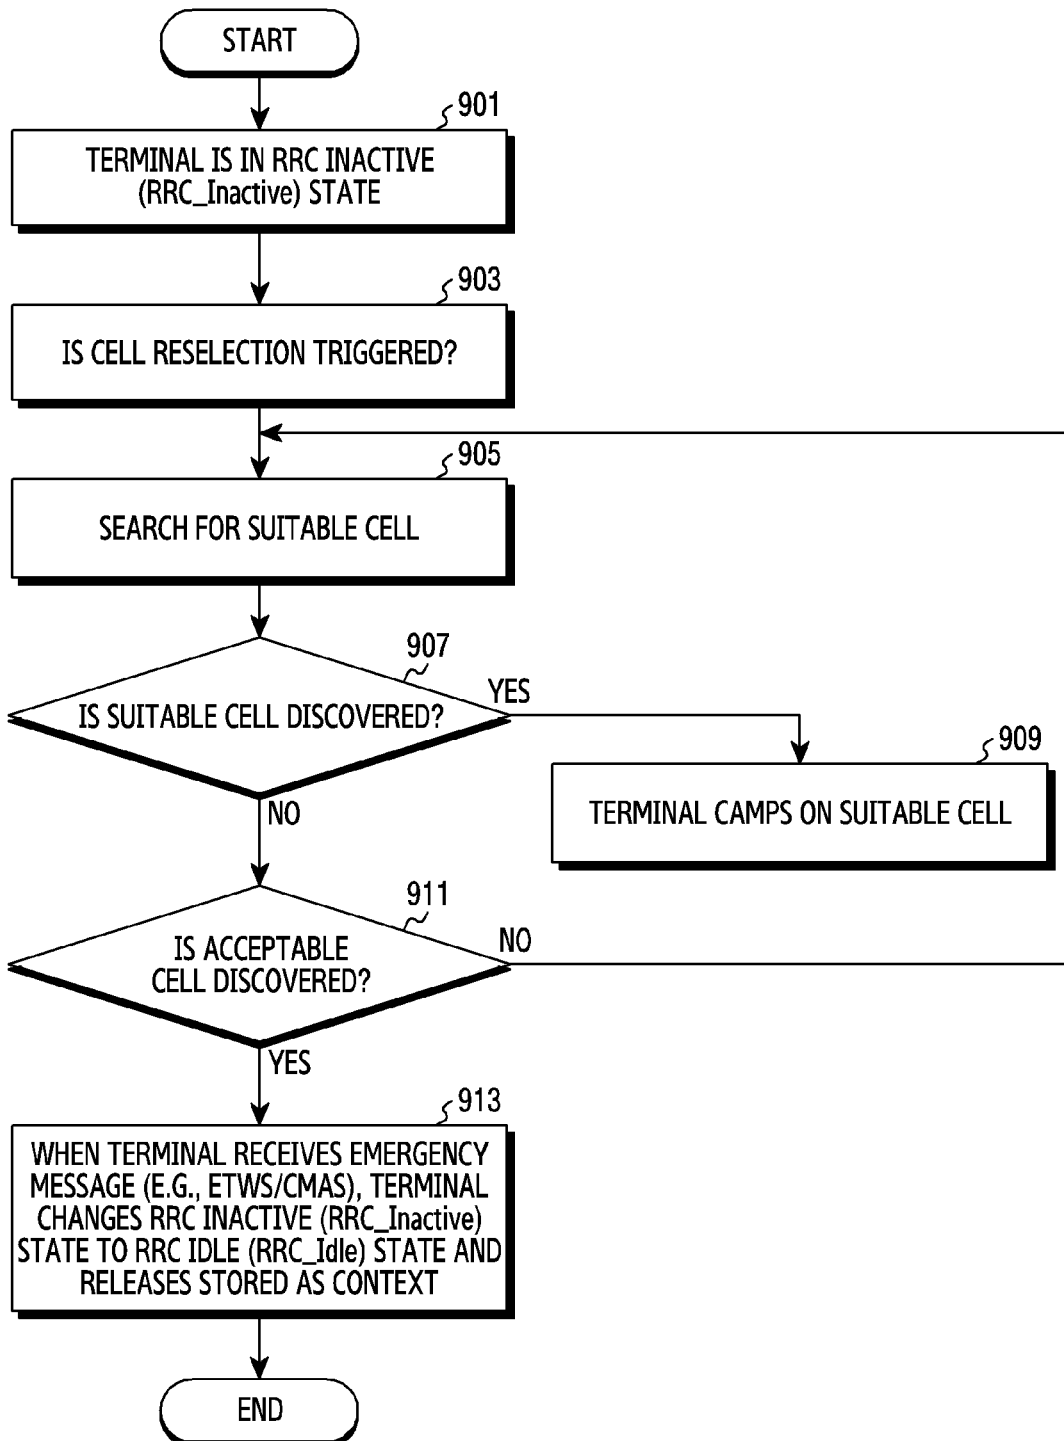 START
901
TERMINAL IS IN RRC INACTIVE
(RRC_Inactive) STATE
903
IS CELL RESELECTION TRIGGERED?
905
SEARCH FOR SUITABLE CELL
907
IS SUITABLE CELL DISCOVERED?
YES
909
TERMINAL CAMPS ON SUITABLE CELL
NO
911
IS ACCEPTABLE
CELL DISCOVERED?
NO
YES
913
WHEN TERMINAL RECEIVES EMERGENCY
MESSAGE (E.G., ETWS/CMAS), TERMINAL
CHANGES RRC INACTIVE (RRC_Inactive)
STATE TO RRC IDLE (RRC_Idle) STATE AND
RELEASES STORED AS CONTEXT
END